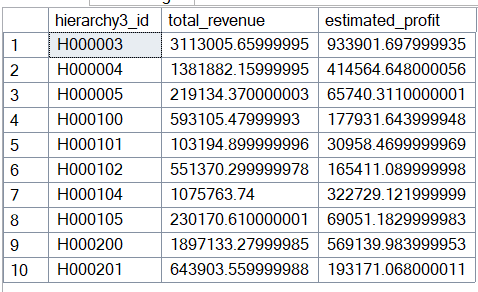 hierarchy3_id total_revenue estimated_profit
1 H000003 3113005.65999995 933901.697999935
2 H000004 1381882.15999995 414564.648000056
3 H000005 219134.370000003 65740.3110000001
4 H000100 593105.47999993 177931.643999948
5 H000101 103194.899999996 30958.4699999969
6 H000102 551370.299999978 165411.089999998
7 H000104 1075763.74 322729.121999999
8 H000105 230170.610000001 69051.1829999983
9 H000200 1897133.27999985 569139.983999953
10 H000201 643903.559999988 193171.068000011